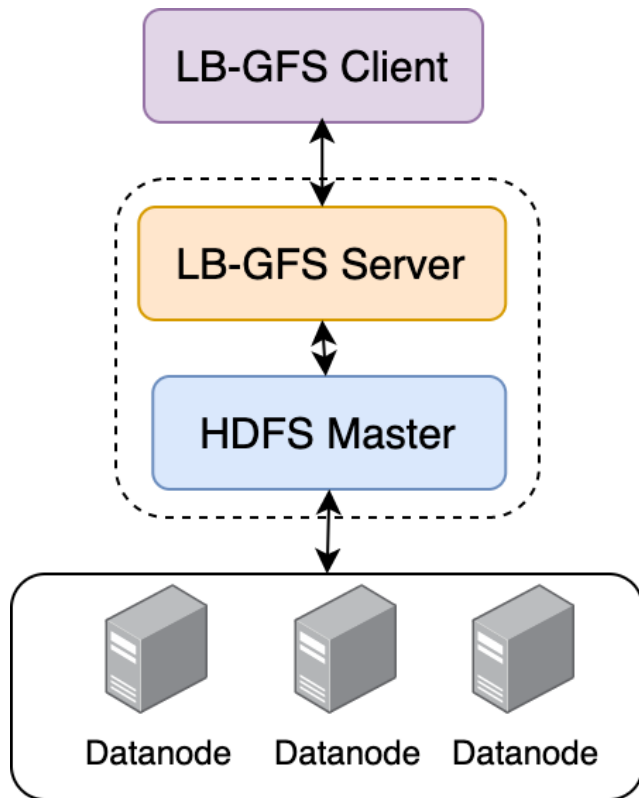 LB-GFS Client
LB-GFS Server
HDFS Master
Datanode Datanode Datanode